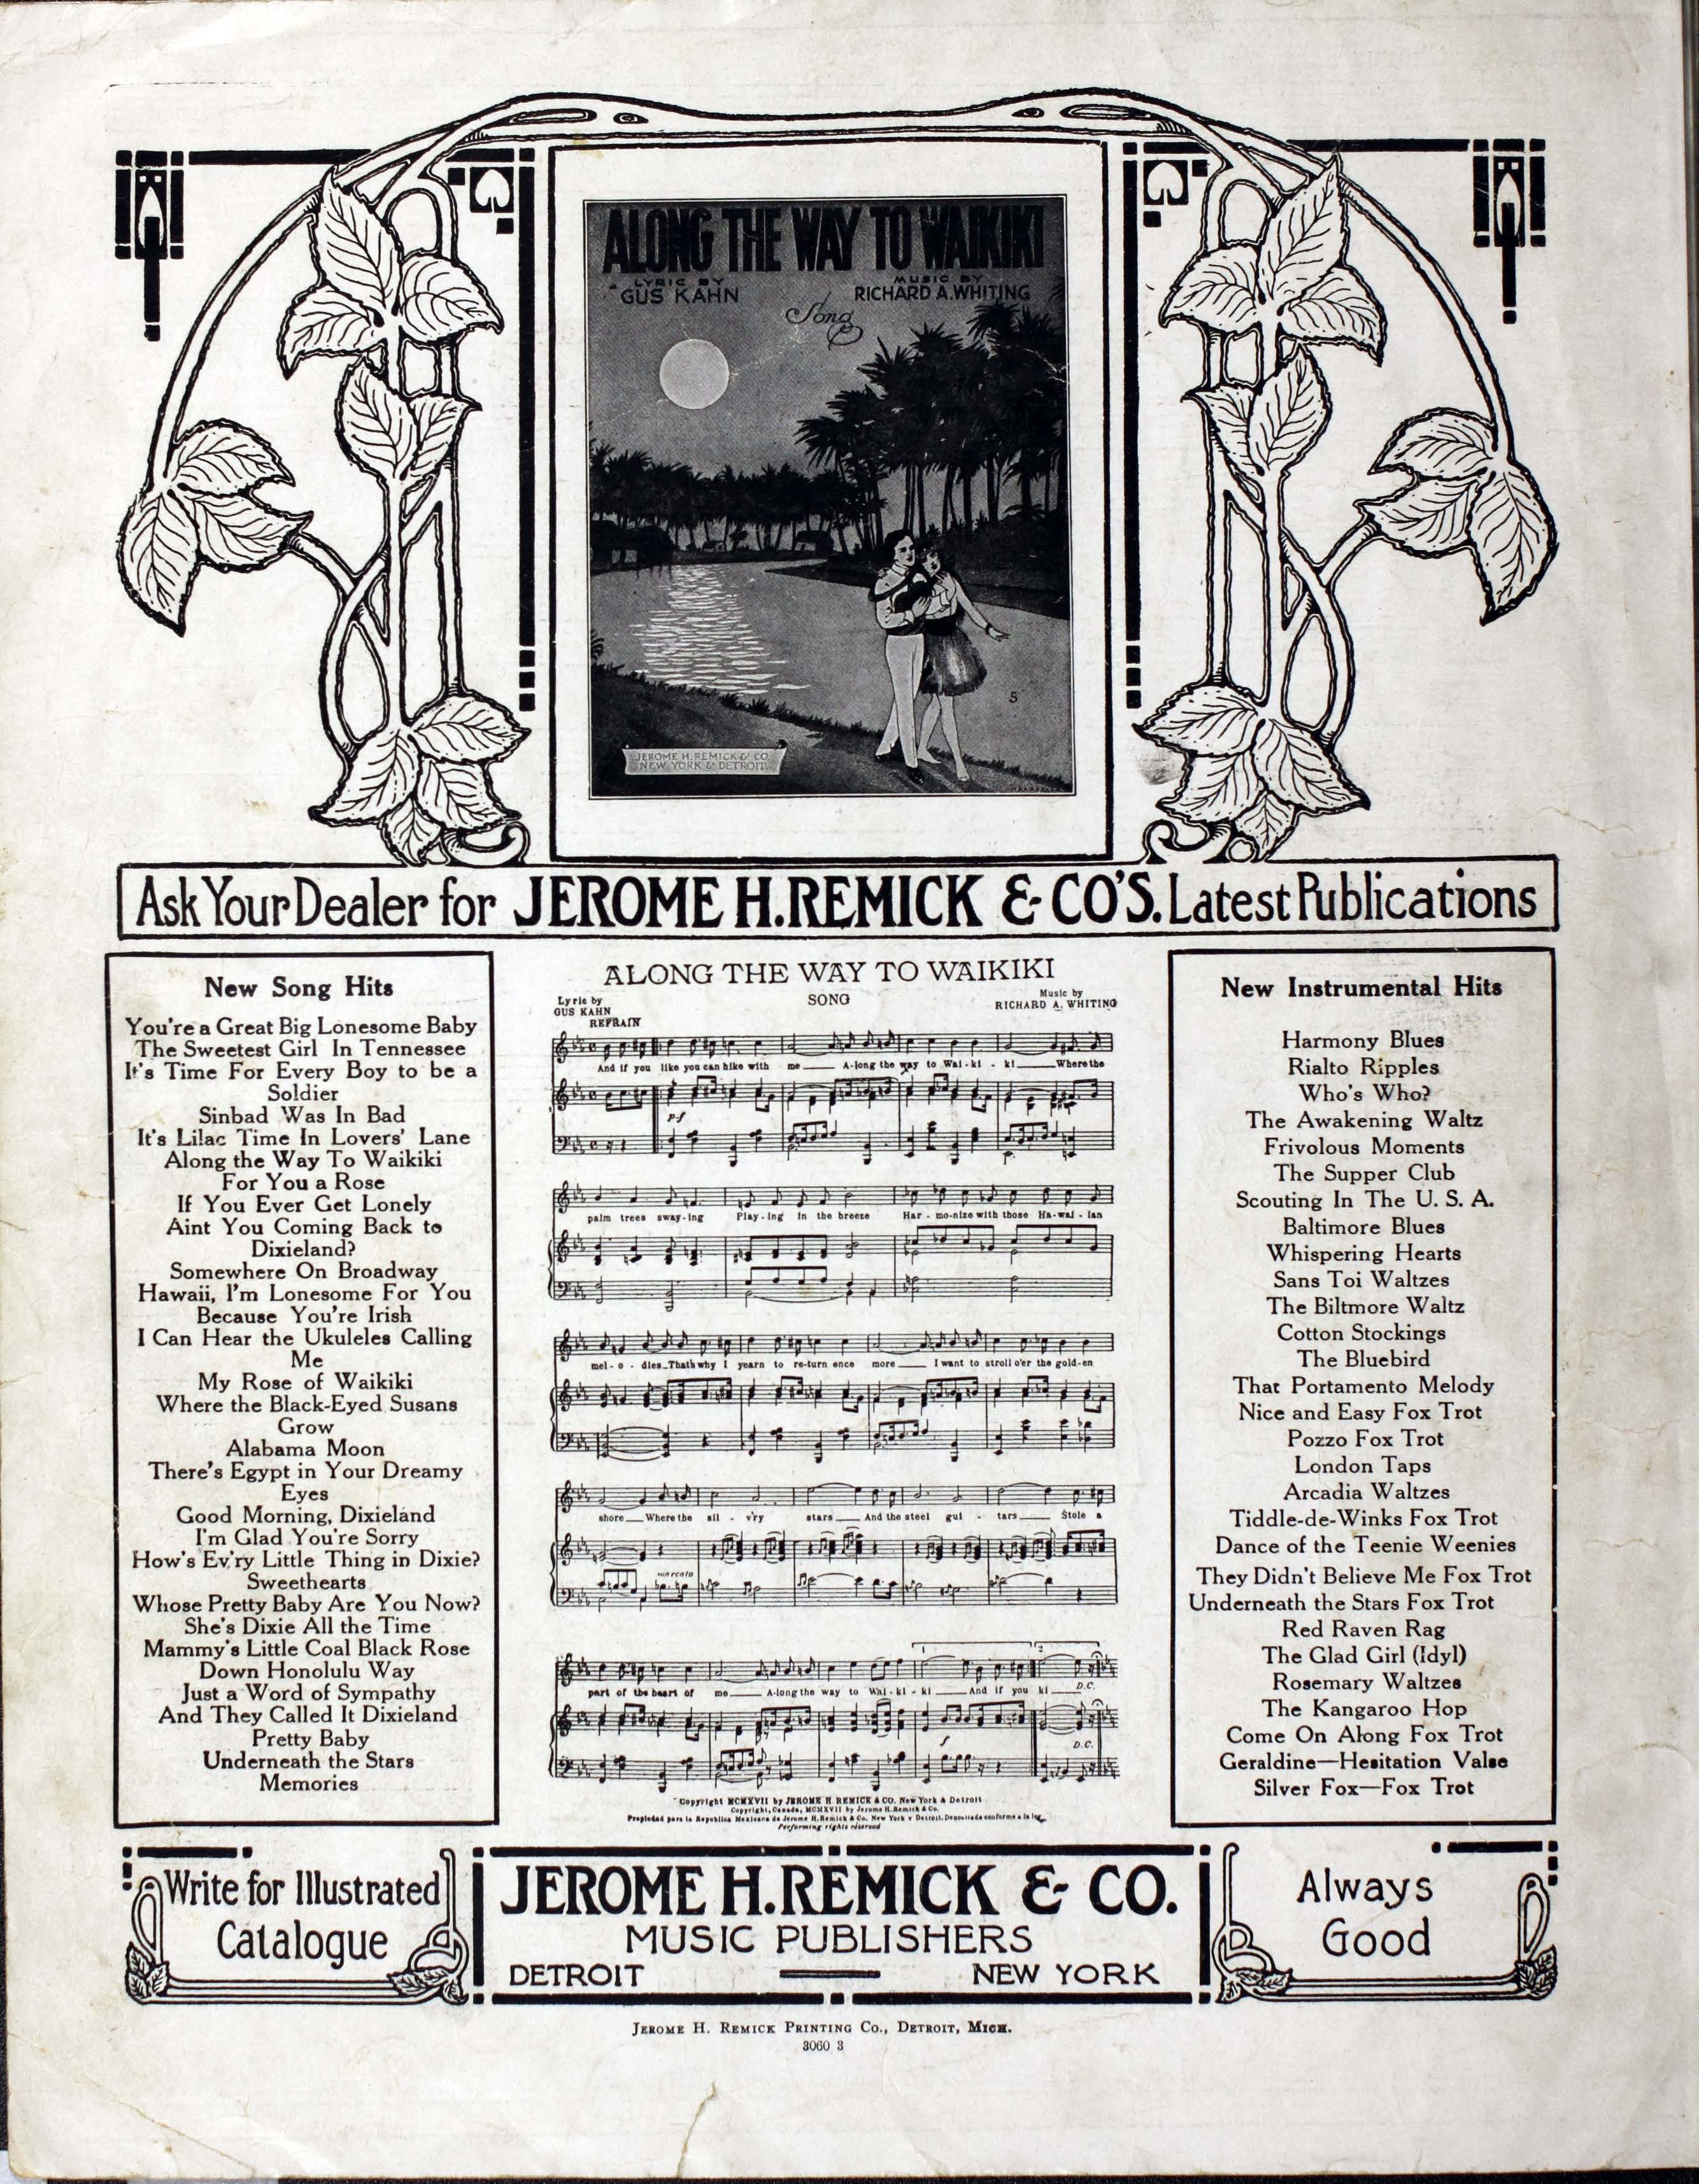 ALONG THE WAY TO WAIKIKI
LYRIC BY
GUS KAHN
MUSIC BY
RICHARD A. WHITING
Song
5
JEROME H. REMICK & CO.
NEW YORK & DETROIT
Ask Your Dealer for JEROME H. REMICK & CO'S. Latest Publications
New Song Hits
You're a Great Big Lonesome Baby
The Sweetest Girl In Tennessee
It's Time For Every Boy to be a
Soldier
Sinbad Was In Bad
It's Lilac Time In Lovers' Lane
Along the Way To Waikiki
For You a Rose
If You Ever Get Lonely
Aint You Coming Back to
Dixieland?
Somewhere On Broadway
Hawaii, I'm Lonesome For You
Because You're Irish
I Can Hear the Ukuleles Calling
Me
My Rose of Waikiki
Where the Black-Eyed Susans
Grow
Alabama Moon
There's Egypt in Your Dreamy
Eyes
Good Morning, Dixieland
I'm Glad You're Sorry
How's Ev'ry Little Thing in Dixie?
Sweethearts
Whose Pretty Baby Are You Now?
She's Dixie All the Time
Mammy's Little Coal Black Rose
Down Honolulu Way
Just a Word of Sympathy
And They Called It Dixieland
Pretty Baby
Underneath the Stars
Memories
ALONG THE WAY TO WAIKIKI
SONG
Lyric by
GUS KAHN
Music by
RICHARD A. WHITING
REFRAIN
And if you like you can hike with me A-long the way to Wai-ki-ki Where the
p-f
palm trees sway-ing Play-ing in the breeze Har-mo-nize with those Ha-wai-ian
mel-o-dies That's why I yearn to re-turn once more I want to stroll o'er the gold-en
shore Where the sil-v'ry stars And the steel gui-tars Stole a
marcato
1 2
part of the heart of me A-long the way to Wai-ki-ki And if you ki D.C.
f D.C.
Copyright MCMXVII by JEROME H. REMICK & CO. New York & Detroit
Copyright, Canada, MCMXVII by Jerome H. Remick & Co.
Propiedad para la Republica Mexicana de Jerome H. Remick & Co. New York y Detroit. Depositada conforme a la ley
Performing rights reserved
New Instrumental Hits
Harmony Blues
Rialto Ripples
Who's Who?
The Awakening Waltz
Frivolous Moments
The Supper Club
Scouting In The U. S. A.
Baltimore Blues
Whispering Hearts
Sans Toi Waltzes
The Biltmore Waltz
Cotton Stockings
The Bluebird
That Portamento Melody
Nice and Easy Fox Trot
Pozzo Fox Trot
London Taps
Arcadia Waltzes
Tiddle-de-Winks Fox Trot
Dance of the Teenie Weenies
They Didn't Believe Me Fox Trot
Underneath the Stars Fox Trot
Red Raven Rag
The Glad Girl (Idyl)
Rosemary Waltzes
The Kangaroo Hop
Come On Along Fox Trot
Geraldine—Hesitation Valse
Silver Fox—Fox Trot
Write for Illustrated
Catalogue
JEROME H. REMICK & CO.
MUSIC PUBLISHERS
DETROIT NEW YORK
Always
Good
JEROME H. REMICK PRINTING CO., DETROIT, MICH.
3060 3